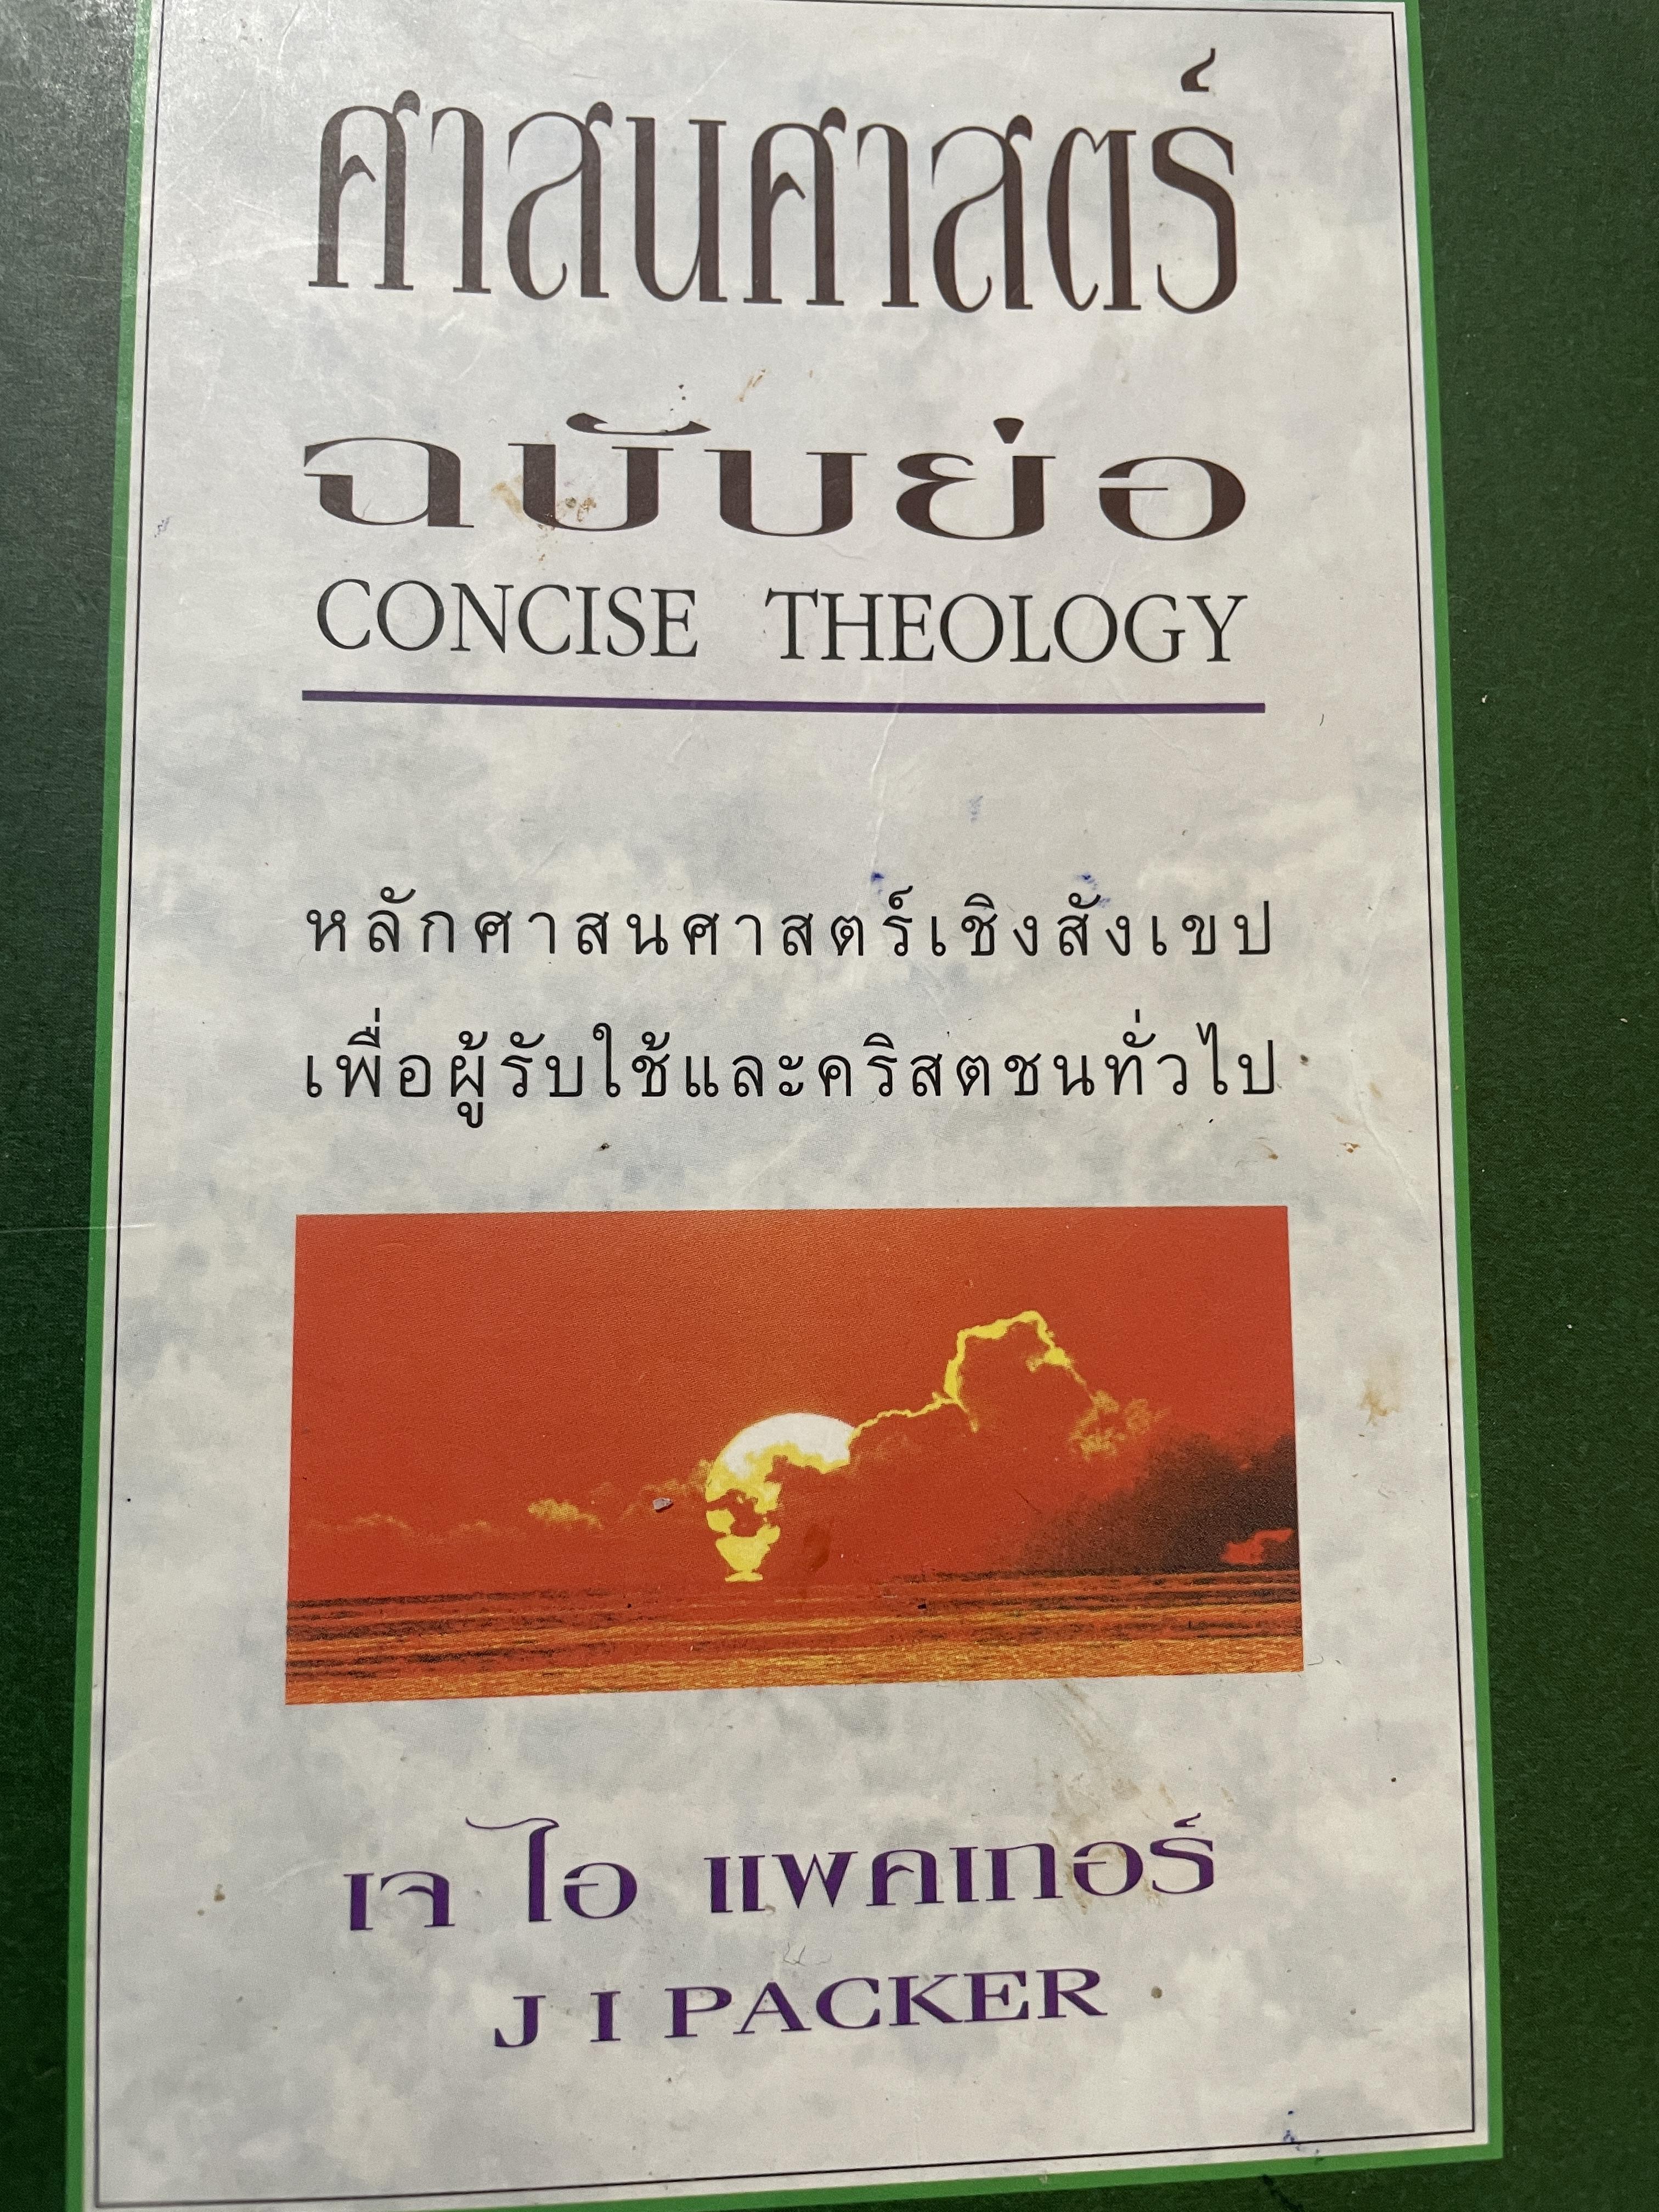 ศาสนศาสตร์
ฉบับย่อ
CONCISE THEOLOGY
หลักศาสนศาสตร์เชิงสังเขป
เพื่อผู้รับใช้และคริสตชนทั่วไป
เจ ไอ แพคเกอร์
J I PACKER